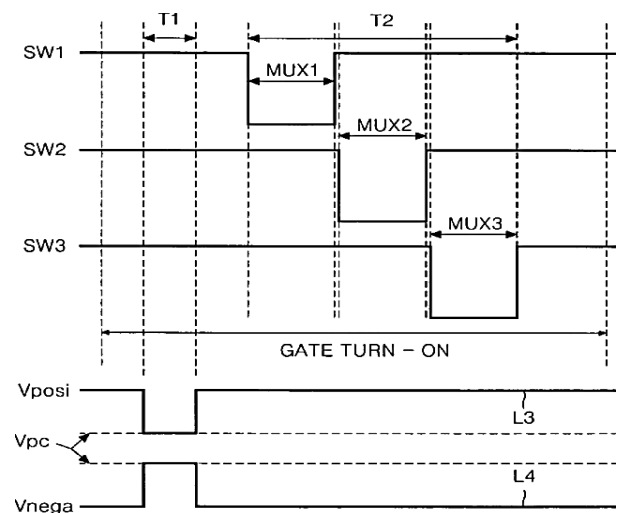 T1
T2
SW1
MUX1
MUX2
SW2
MUX3
SW3
GATE TURN – ON
Vposi
L3
Vpc
L4
Vnega